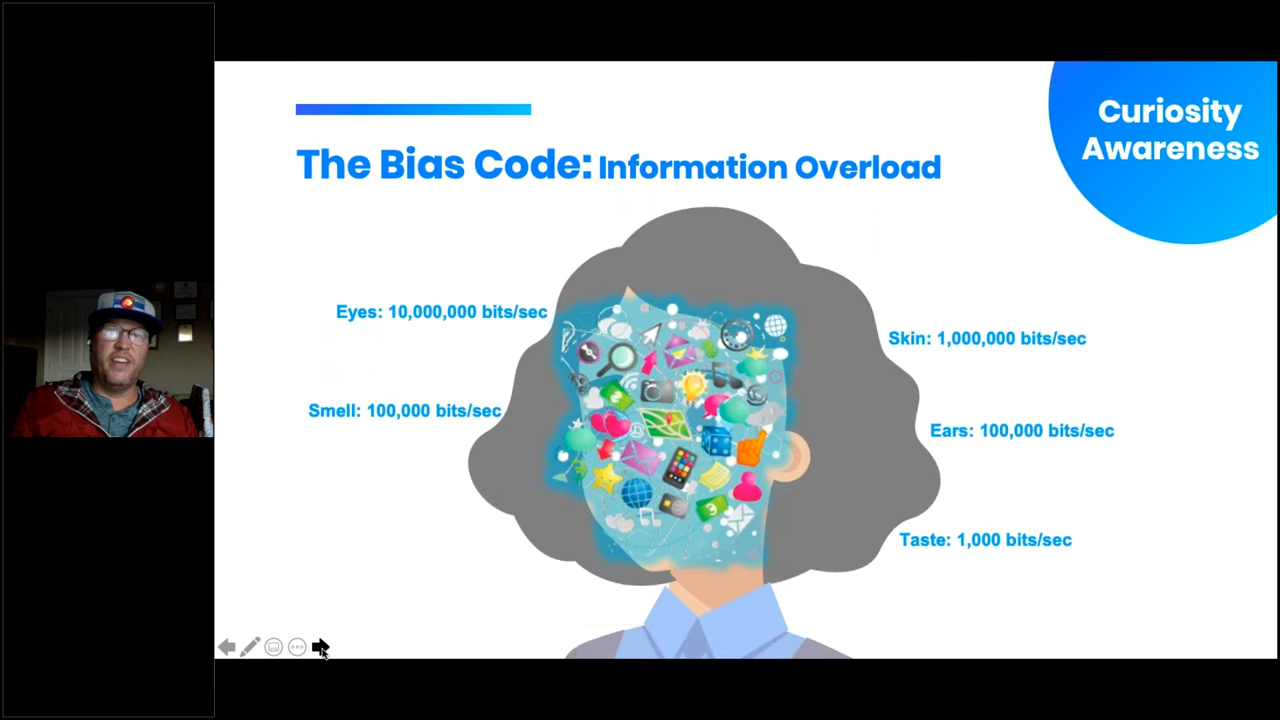 Curiosity
Awareness
The Bias Code: Information Overload
Eyes: 10,000,000 bits/sec
Skin: 1,000,000 bits/sec
Smell: 100,000 bits/sec
Ears: 100,000 bits/sec
Taste: 1,000 bits/sec